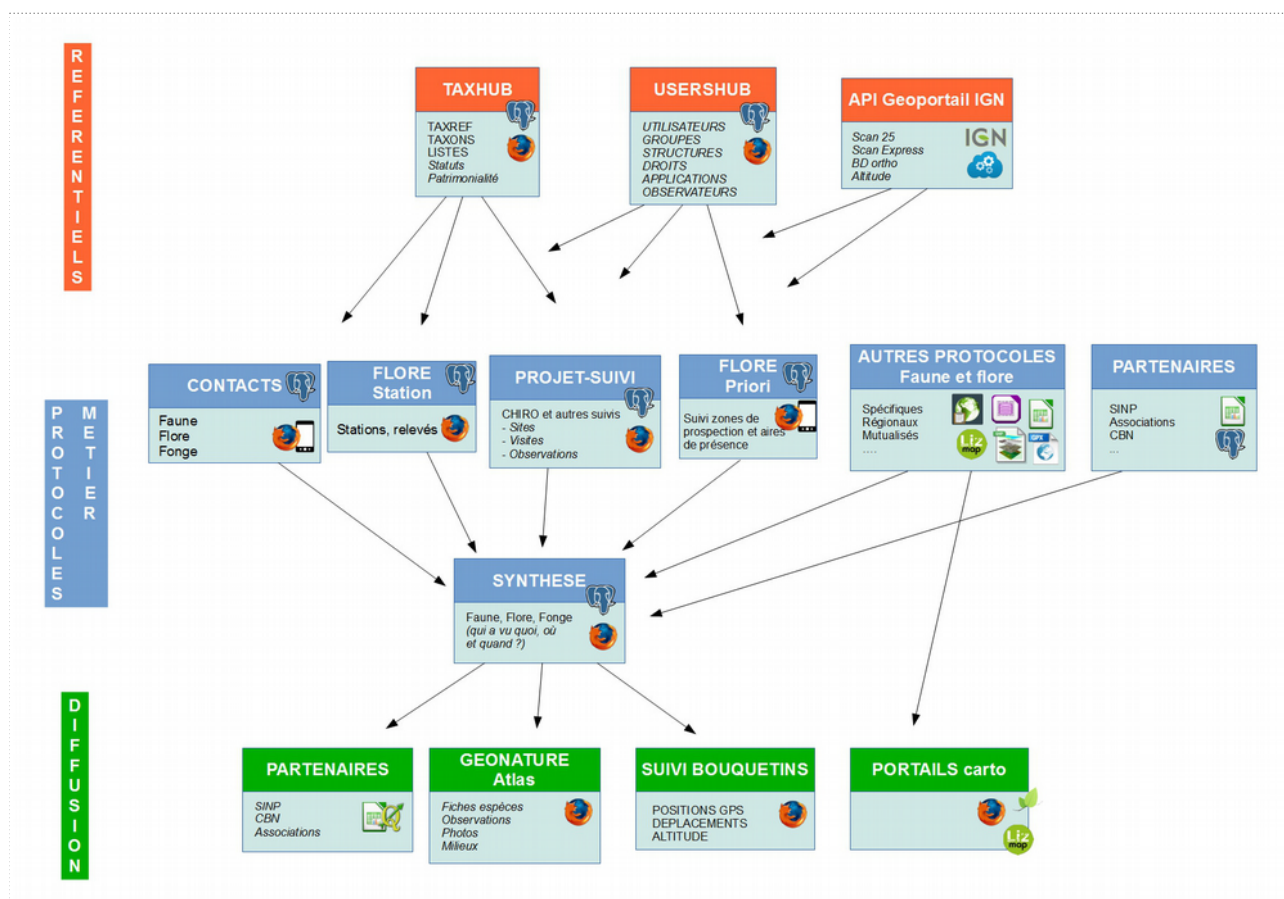 REFERENTIELS
TAXHUB
TAXREF
TAXONS
LISTES
Statuts
Patrimonialité
USERSHUB
UTILISATEURS
GROUPES
STRUCTURES
DROITS
APPLICATIONS
OBSERVATEURS
API Geoportail IGN
Scan 25
Scan Express
BD ortho
Altitude
IGN
PROTOCOLES
METIER
CONTACTS
Faune
Flore
Fonge
FLORE
Station
Stations, relevés
PROJET-SUIVI
CHIRO et autres suivis
- Sites
- Visites
- Observations
FLORE
Priori
Suivi zones de
prospection et aires
de présence
AUTRES PROTOCOLES
Faune et flore
Spécifiques
Régionaux
Mutualisés
....
Liz
map
GPX
PARTENAIRES
SINP
Associations
CBN
...
SYNTHESE
Faune, Flore, Fonge
(qui a vu quoi, où
et quand ?)
DIFFUSION
PARTENAIRES
SINP
CBN
Associations
GEONATURE
Atlas
Fiches espèces
Observations
Photos
Milieux
SUIVI BOUQUETINS
POSITIONS GPS
DEPLACEMENTS
ALTITUDE
PORTAILS carto
Liz
map